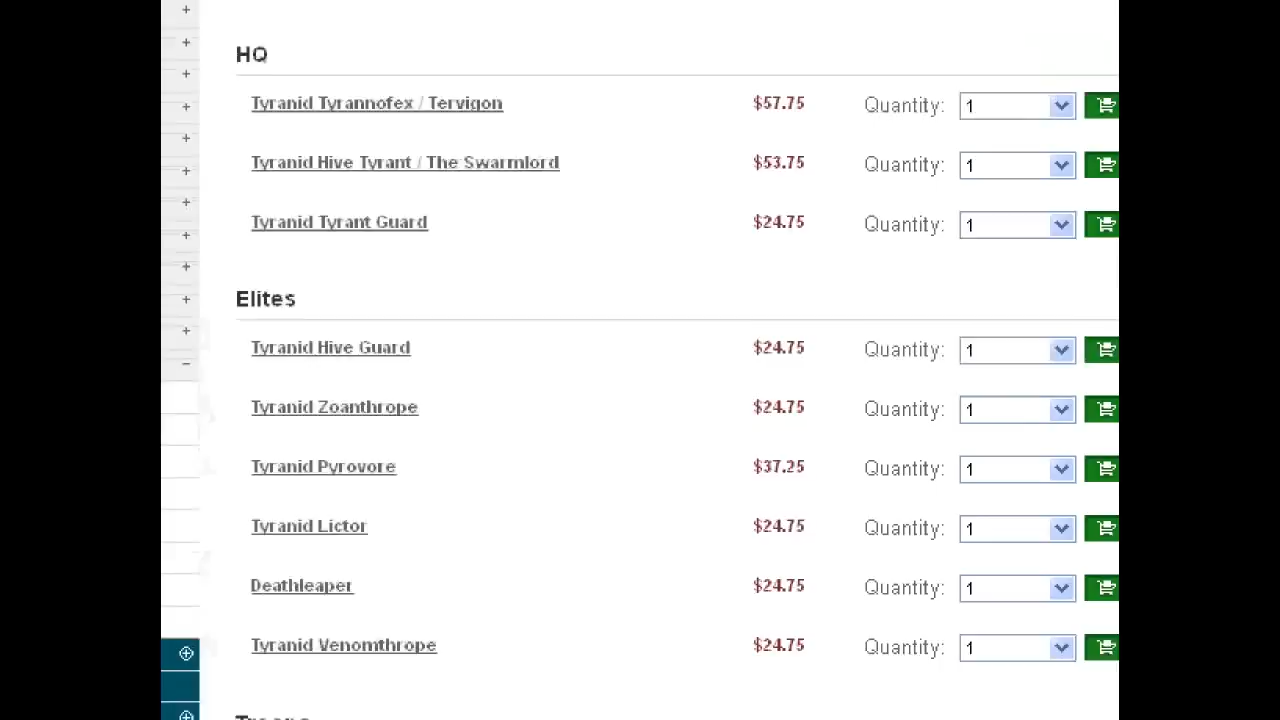 HQ
Tyranid Tyrannofex / Tervigon $57.75 Quantity: 1
Tyranid Hive Tyrant / The Swarmlord $53.75 Quantity: 1
Tyranid Tyrant Guard $24.75 Quantity: 1
Elites
Tyranid Hive Guard $24.75 Quantity: 1
Tyranid Zoanthrope $24.75 Quantity: 1
Tyranid Pyrovore $37.25 Quantity: 1
Tyranid Lictor $24.75 Quantity: 1
Deathleaper $24.75 Quantity: 1
Tyranid Venomthrope $24.75 Quantity: 1